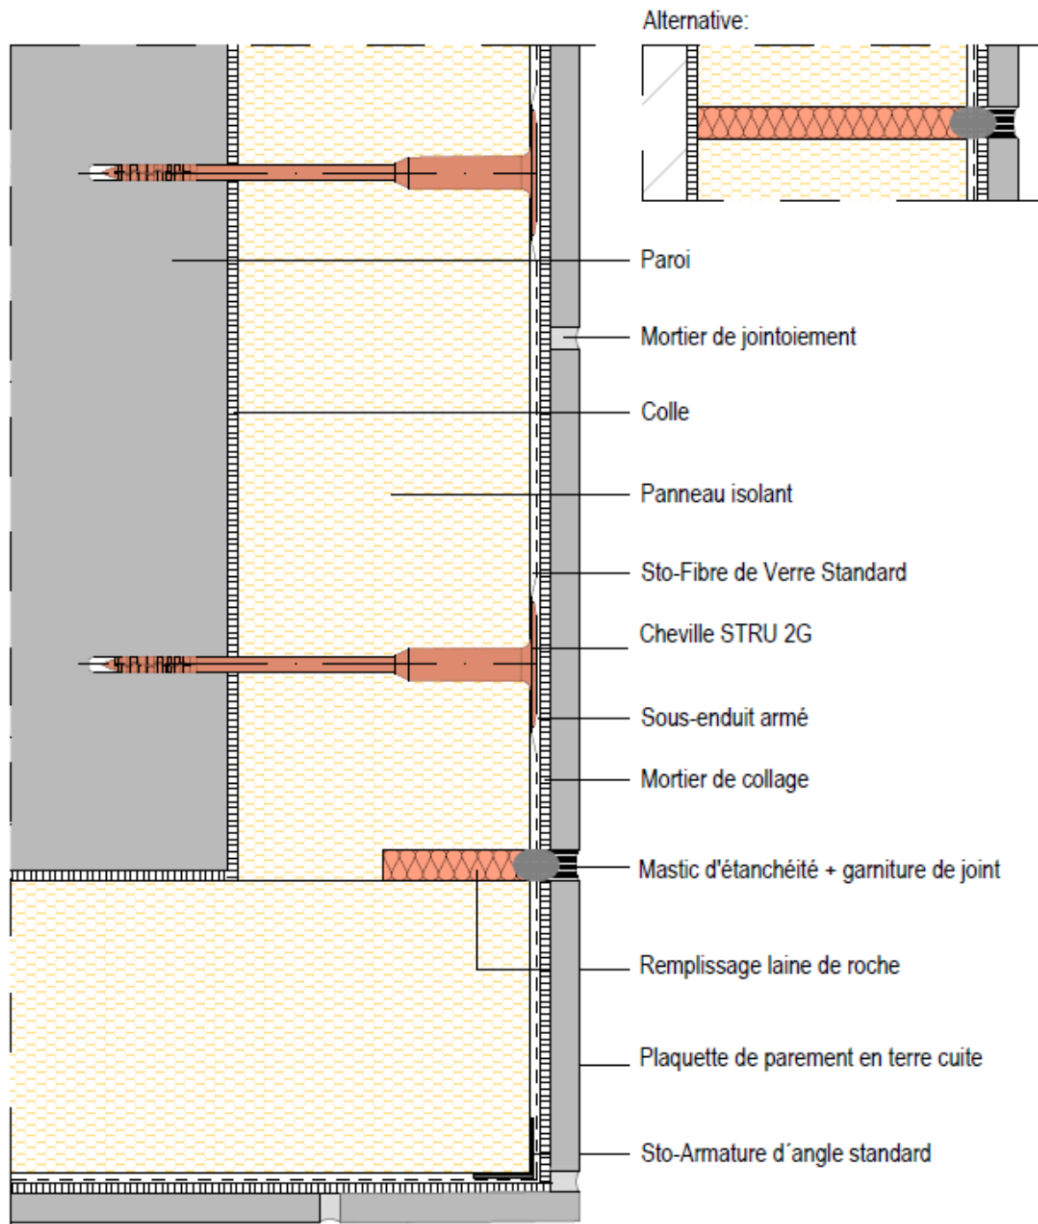 Alternative:
Paroi
Mortier de jointoiement
Colle
Panneau isolant
Sto-Fibre de Verre Standard
Cheville STRU 2G
Sous-enduit armé
Mortier de collage
Mastic d'étanchéité + garniture de joint
Remplissage laine de roche
Plaquette de parement en terre cuite
Sto-Armature d´angle standard